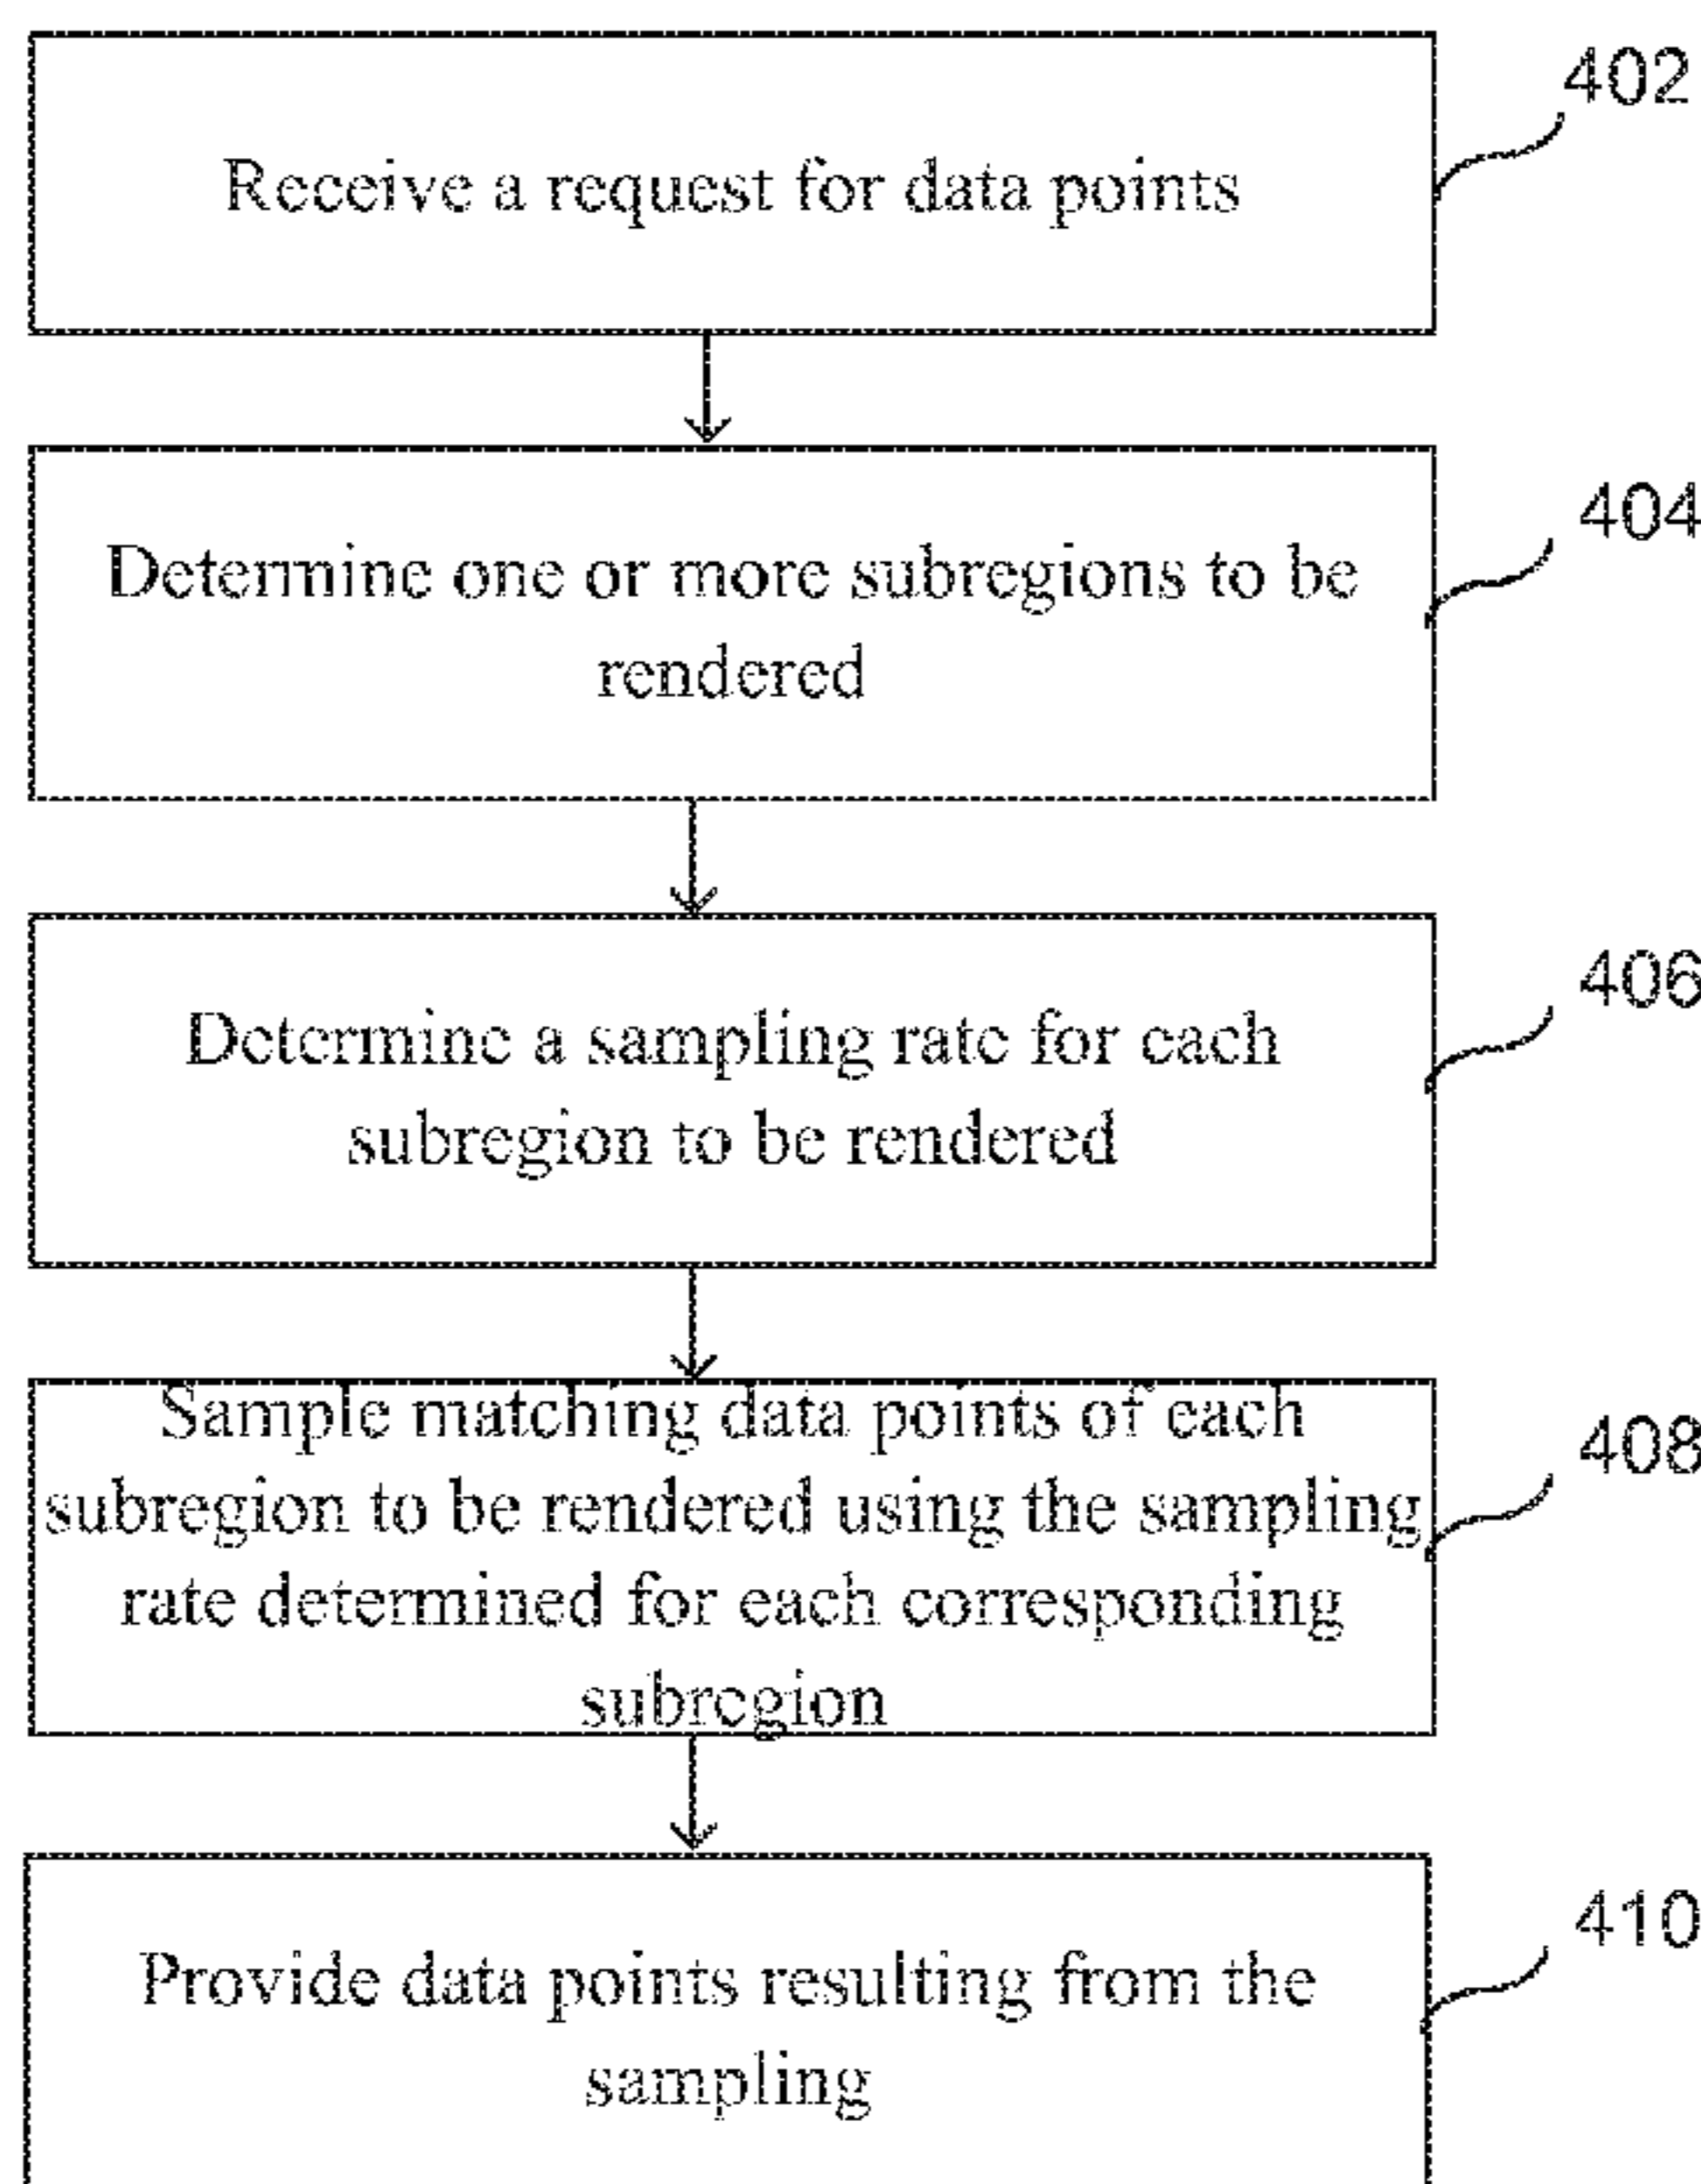 402
Receive a request for data points
404
Determine one or more subregions to be
rendered
406
Determine a sampling rate for each
subregion to be rendered
408
Sample matching data points of each
subregion to be rendered using the sampling
rate determined for each corresponding
subregion
410
Provide data points resulting from the
sampling